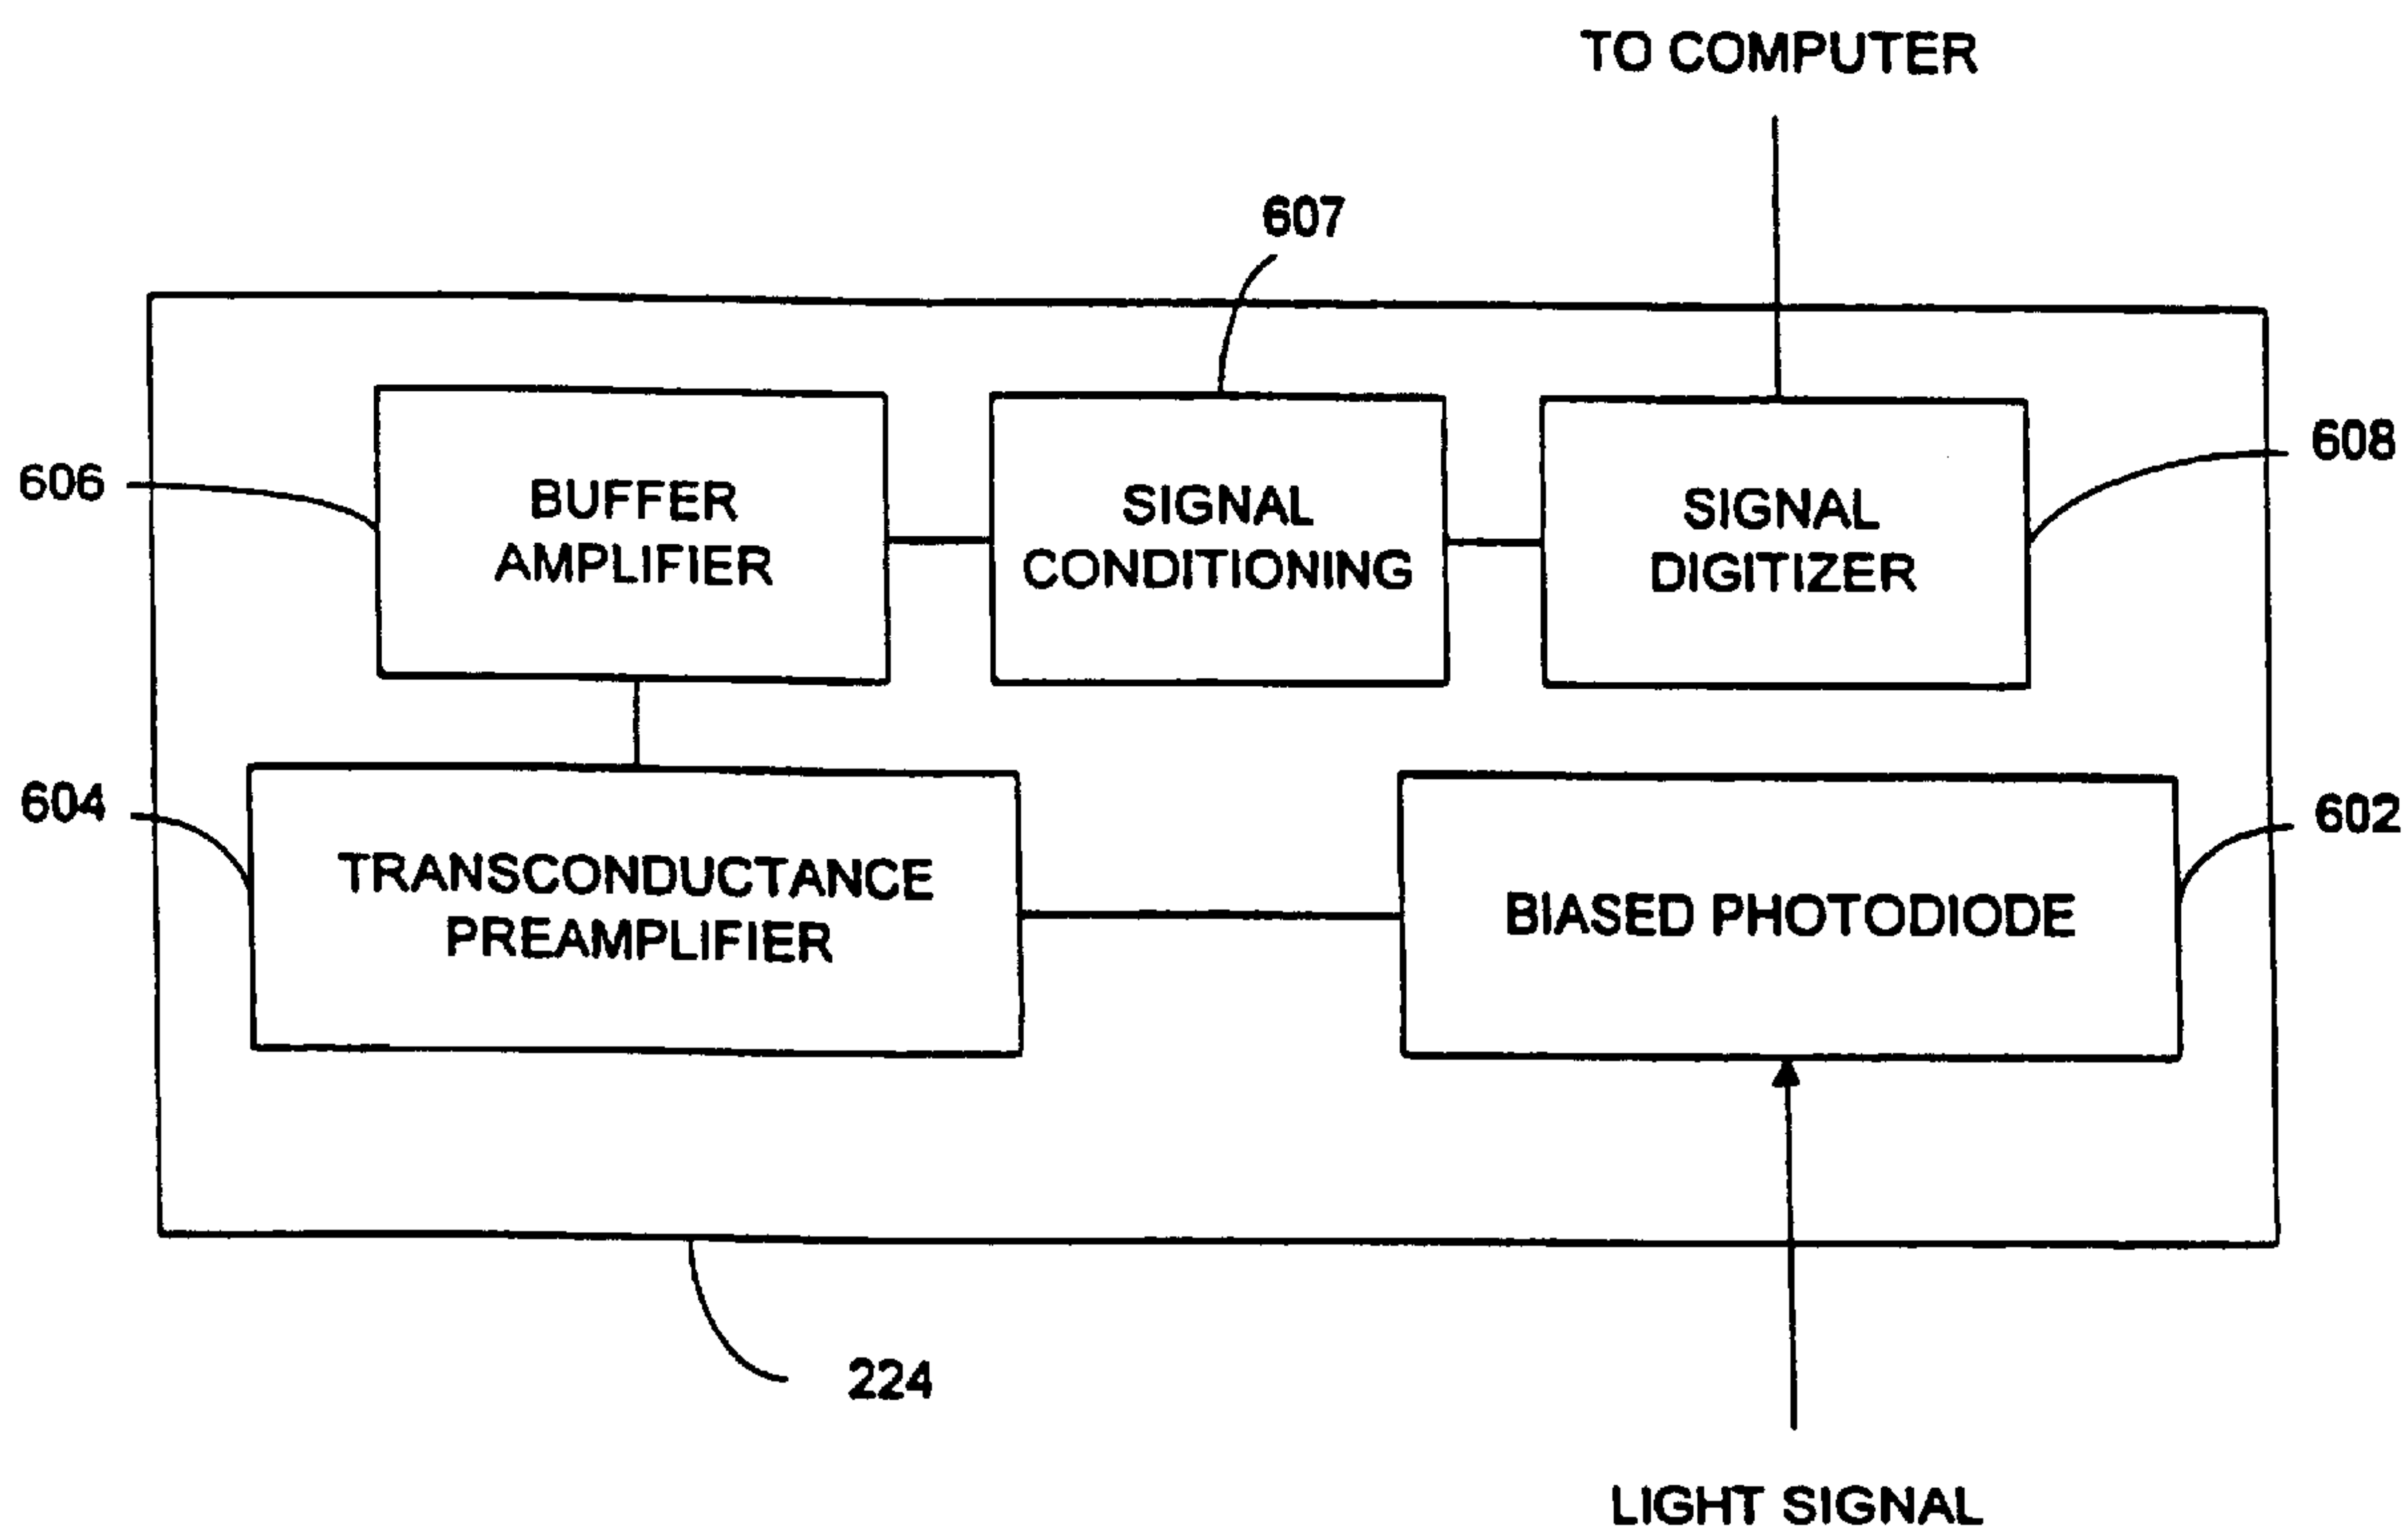 TO COMPUTER
607
606
BUFFER
AMPLIFIER
SIGNAL
CONDITIONING
SIGNAL
DIGITIZER
608
604
TRANSCONDUCTANCE
PREAMPLIFIER
BIASED PHOTODIODE
602
224
LIGHT SIGNAL